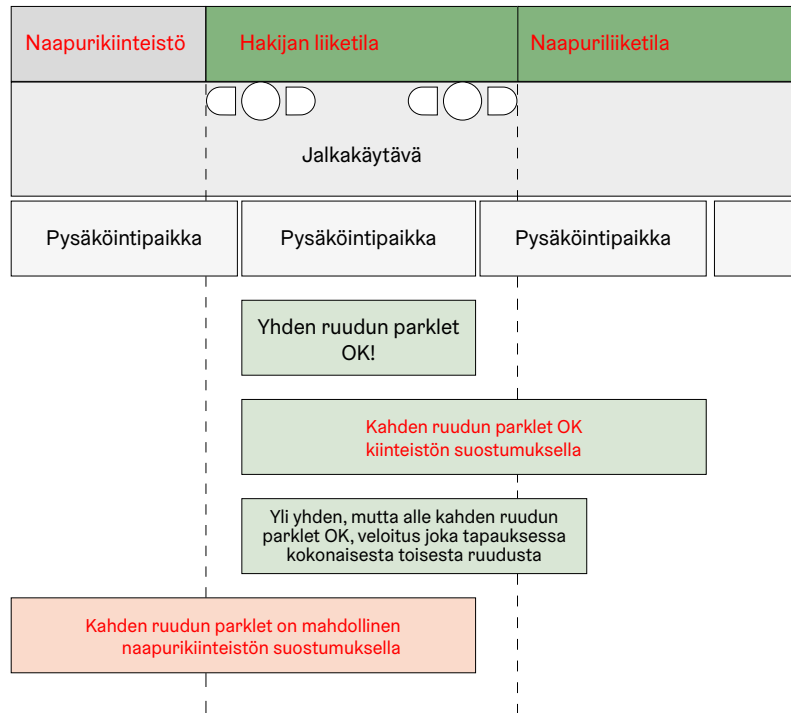 Naapurikiinteistö
Hakijan liiketila
Naapuriliiketila
Jalkakäytävä
Pysäköintipaikka
Pysäköintipaikka
Pysäköintipaikka
Yhden ruudun parklet
OK!
Kahden ruudun parklet OK
kiinteistön suostumuksella
Yli yhden, mutta alle kahden ruudun
parklet OK, veloitus joka tapauksessa
kokonaisesta toisesta ruudusta
Kahden ruudun parklet on mahdollinen
naapurikiinteistön suostumuksella